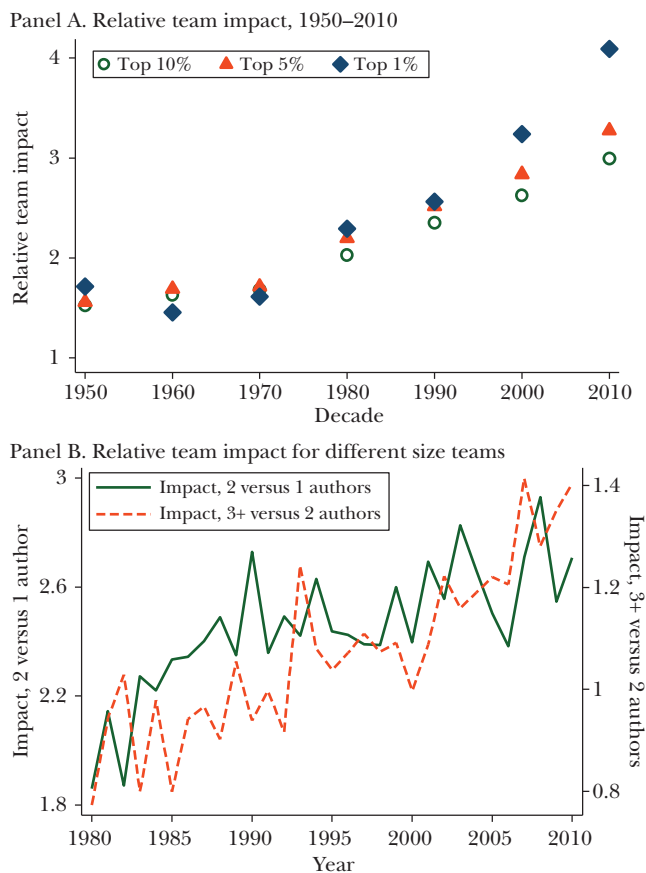 Panel A. Relative team impact, 1950–2010
4
Top 10% Top 5% Top 1%
3
2
1
Relative team impact
1950 1960 1970 1980 1990 2000 2010
Decade
Panel B. Relative team impact for different size teams
3
2.6
2.2
1.8
Impact, 2 versus 1 author
Impact, 2 versus 1 authors
Impact, 3+ versus 2 authors
1.4
1.2
1
0.8
Impact, 3+ versus 2 authors
1980 1985 1990 1995 2000 2005 2010
Year